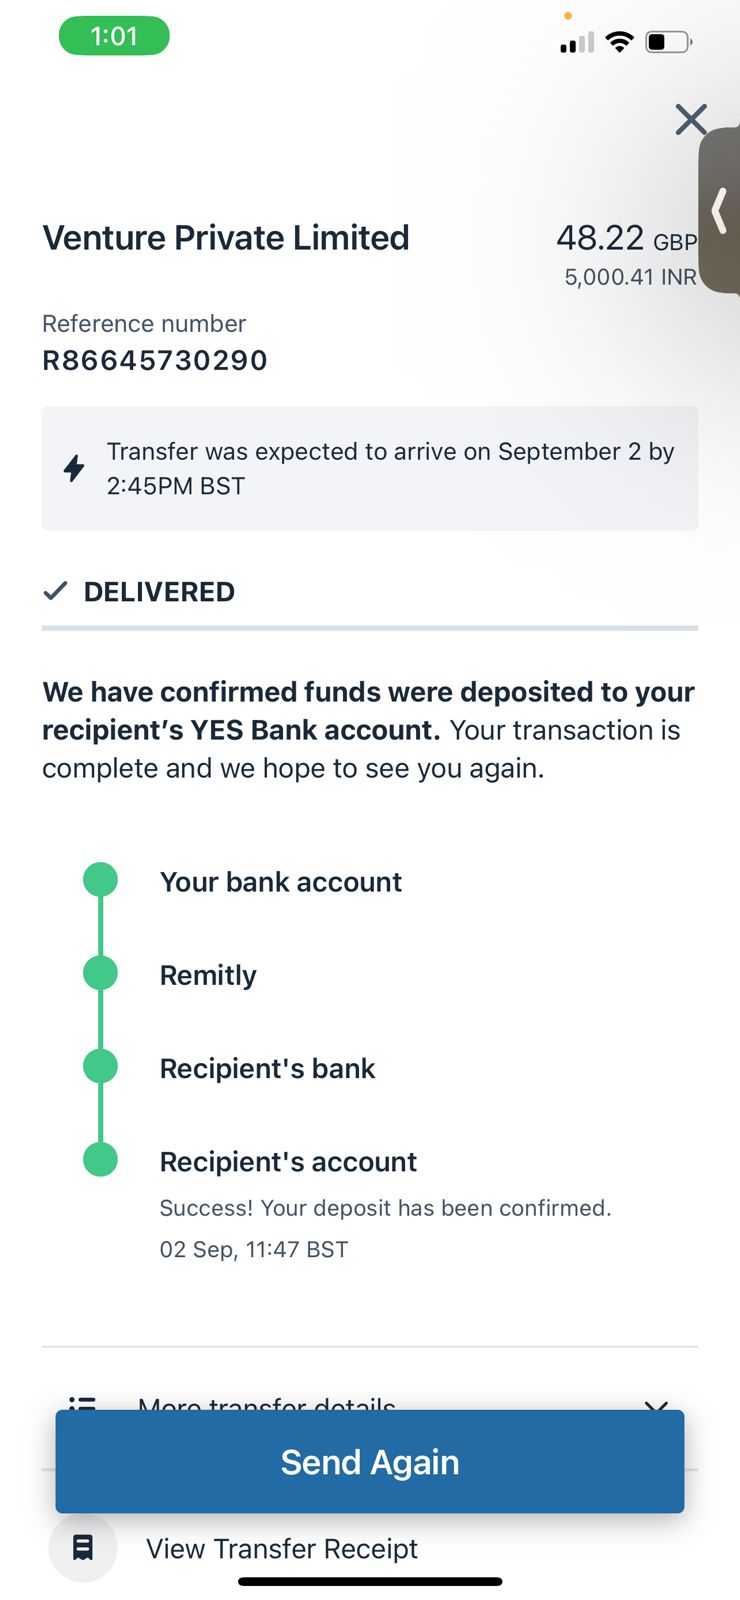 1:01
Venture Private Limited
48.22 GBP
5,000.41 INR
Reference number
R86645730290
Transfer was expected to arrive on September 2 by
2:45PM BST
DELIVERED
We have confirmed funds were deposited to your
recipient’s YES Bank account. Your transaction is
complete and we hope to see you again.
Your bank account
Remitly
Recipient's bank
Recipient's account
Success! Your deposit has been confirmed.
02 Sep, 11:47 BST
More transfer details
Send Again
View Transfer Receipt